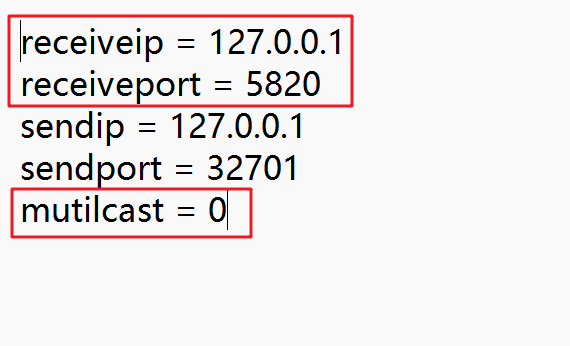 receiveip = 127.0.0.1
receiveport = 5820
sendip = 127.0.0.1
sendport = 32701
mutilcast = 0